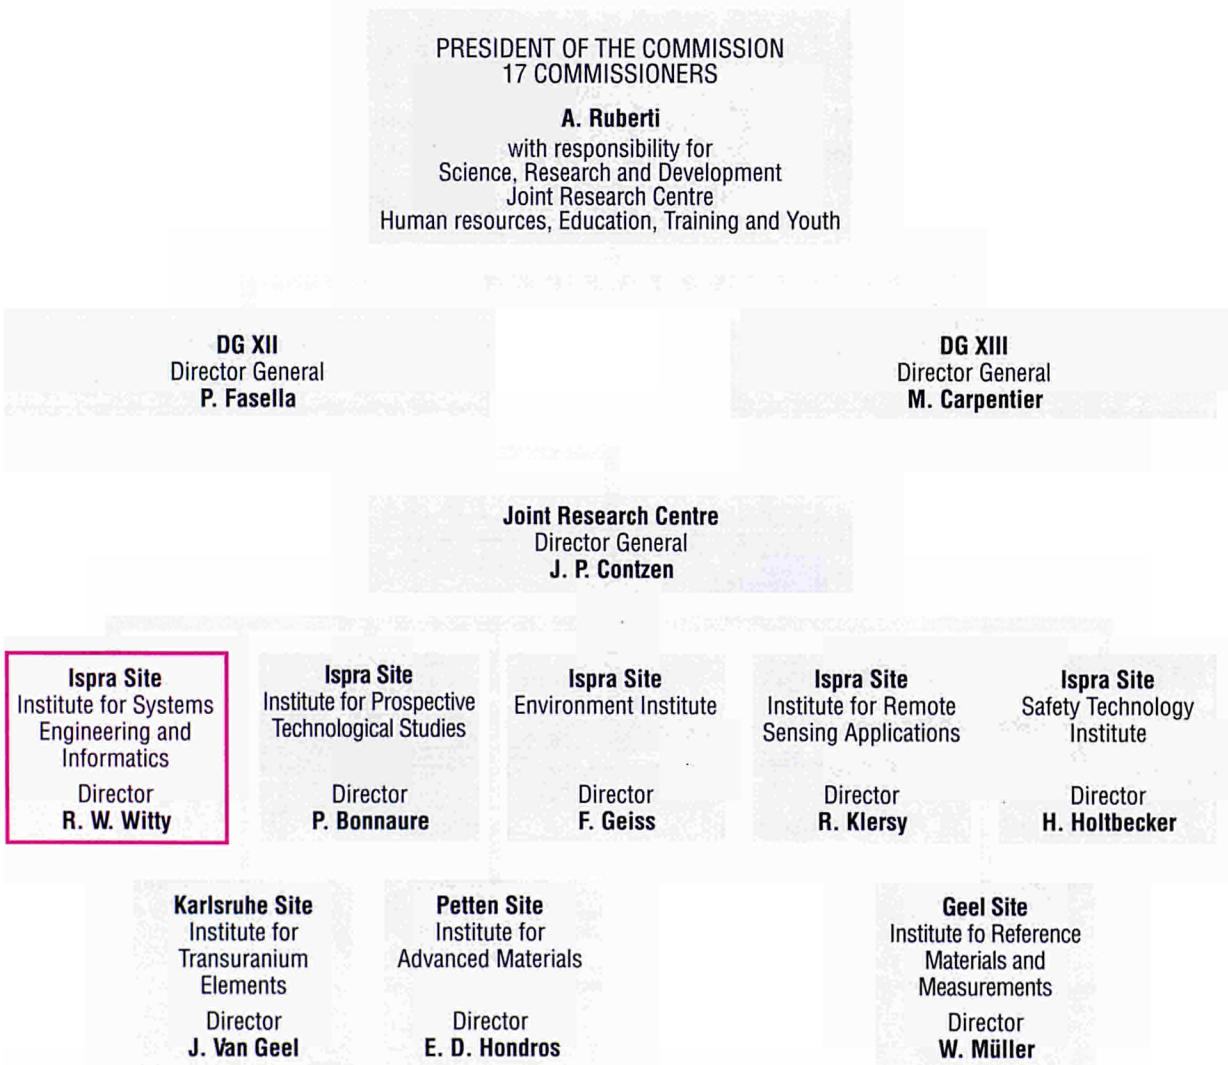 PRESIDENT OF THE COMMISSION
17 COMMISSIONERS
A. Ruberti
with responsibility for
Science, Research and Development
Joint Research Centre
Human resources, Education, Training and Youth
DG XII
Director General
P. Fasella
DG XIII
Director General
M. Carpentier
Joint Research Centre
Director General
J. P. Contzen
Ispra Site
Institute for Systems
Engineering and
Informatics
Director
R. W. Witty
Ispra Site
Institute for Prospective
Technological Studies
Director
P. Bonnaure
Ispra Site
Environment Institute
Director
F. Geiss
Ispra Site
Institute for Remote
Sensing Applications
Director
R. Klersy
Ispra Site
Safety Technology
Institute
Director
H. Holtbecker
Karlsruhe Site
Institute for
Transuranium
Elements
Director
J. Van Geel
Petten Site
Institute for
Advanced Materials
Director
E. D. Hondros
Geel Site
Institute fo Reference
Materials and
Measurements
Director
W. Müller